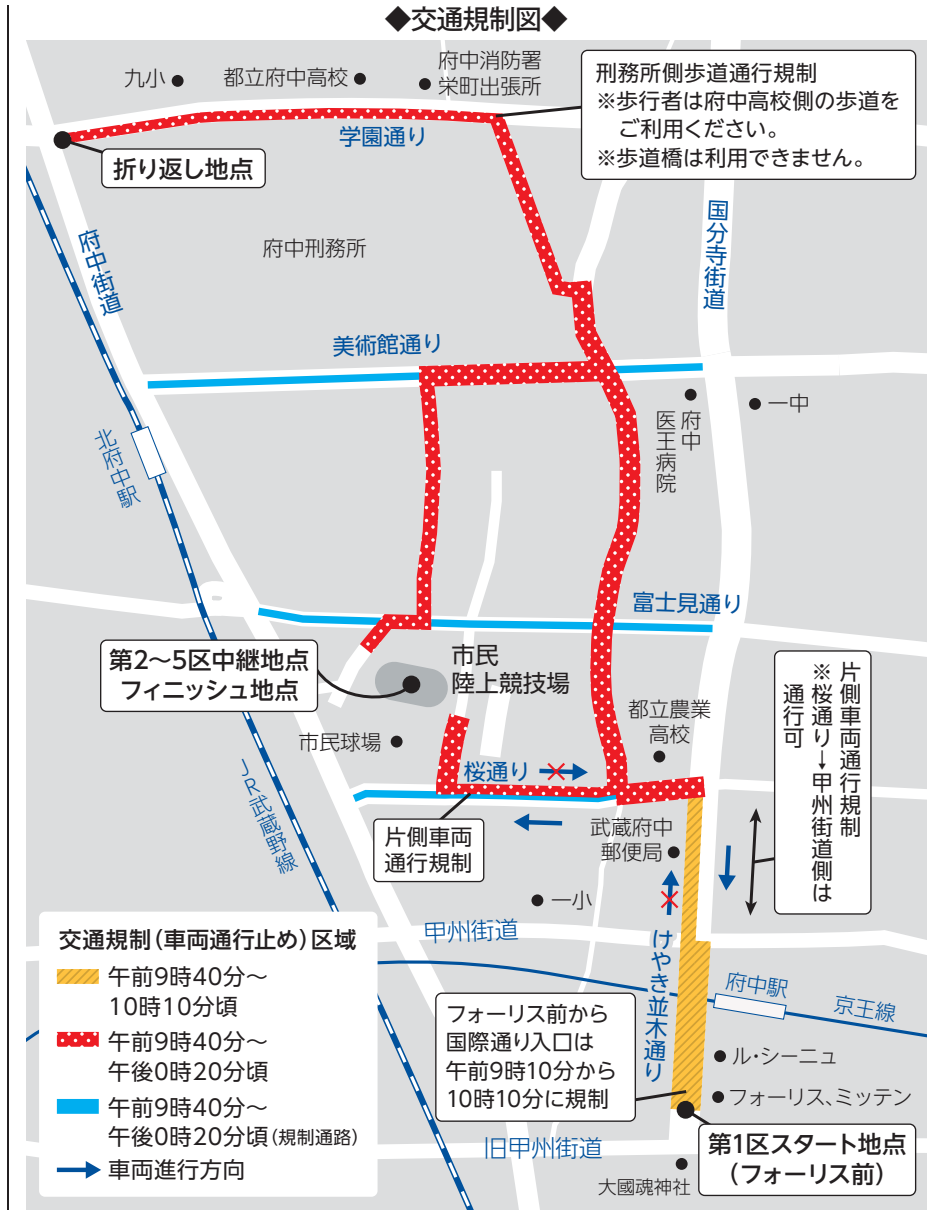 ◆交通規制図◆
九小
都立府中高校
府中消防署
栄町出張所
刑務所側歩道通行規制
※歩行者は府中高校側の歩道を
ご利用ください。
※歩道橋は利用できません。
学園通り
折り返し地点
国分寺街道
府中街道
府中刑務所
美術館通り
一中
府中
医王病院
北府中駅
富士見通り
第2～5区中継地点
フィニッシュ地点
市民
陸上競技場
片側車両通行規制
※桜通り→甲州街道側は
通行可
都立農業
高校
市民球場
桜通り
JR武蔵野線
片側車両
通行規制
武蔵府中
郵便局
一小
甲州街道
けやき並木通り
府中駅
京王線
交通規制(車両通行止め)区域
午前9時40分～
10時10分頃
午前9時40分～
午後0時20分頃
午前9時40分～
午後0時20分頃(規制通路)
車両進行方向
フォーリス前から
国際通り入口は
午前9時10分から
10時10分に規制
ル・シーニュ
フォーリス、ミッテン
旧甲州街道
第1区スタート地点
(フォーリス前)
大國魂神社